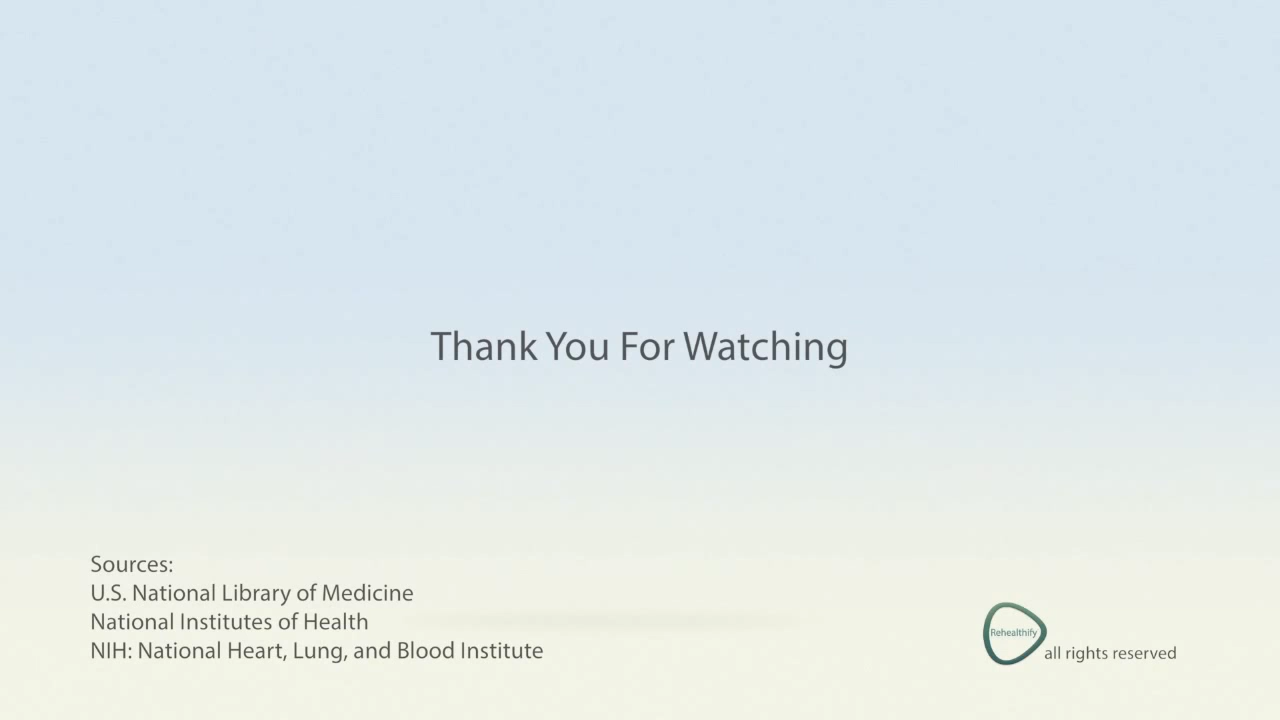 Thank You For Watching
Sources:
U.S. National Library of Medicine
National Institutes of Health
NIH: National Heart, Lung, and Blood Institute
Rehealthify
all rights reserved